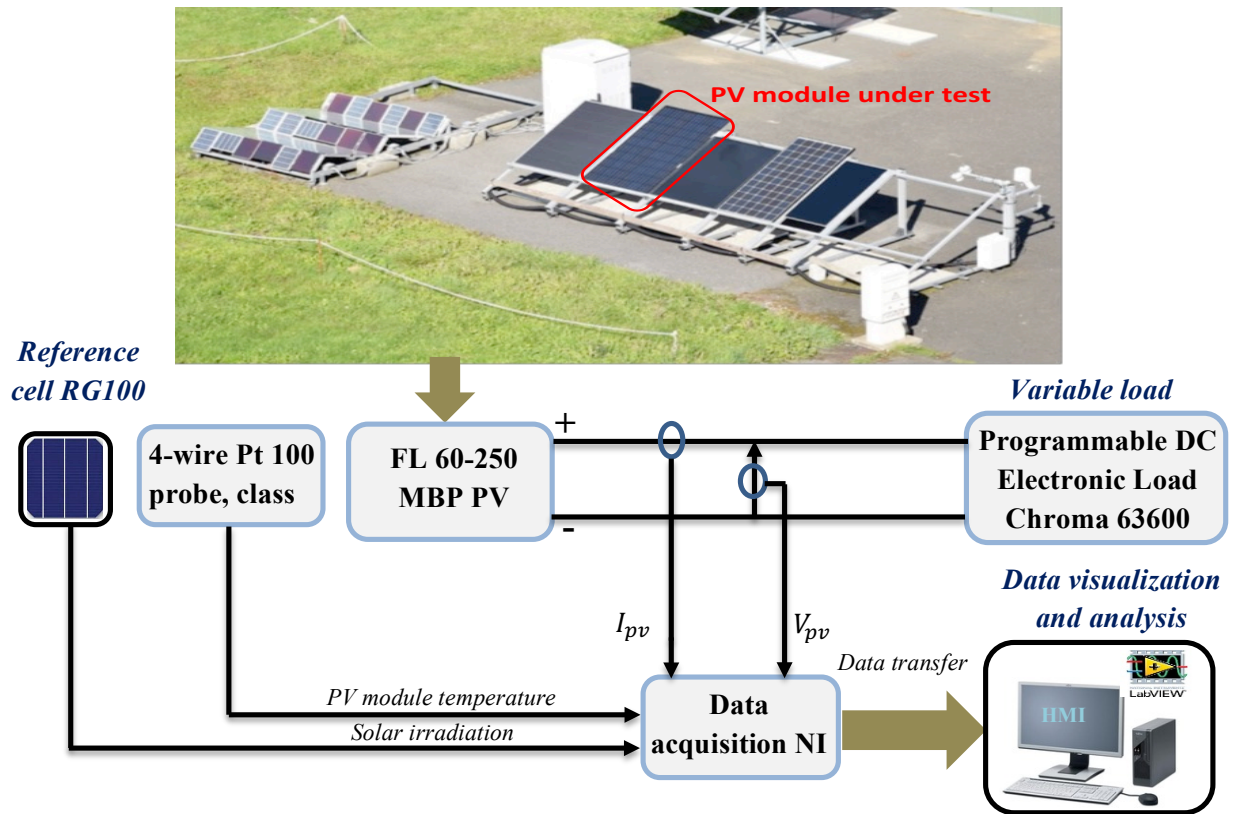 PV module under test
Reference
cell RG100
4-wire Pt 100
probe, class
+
FL 60-250
MBP PV
-
Variable load
Programmable DC
Electronic Load
Chroma 63600
Data visualization
and analysis
I_pv
V_pv
Data transfer
PV module temperature
Solar irradiation
Data
acquisition NI
LabVIEW
HMI